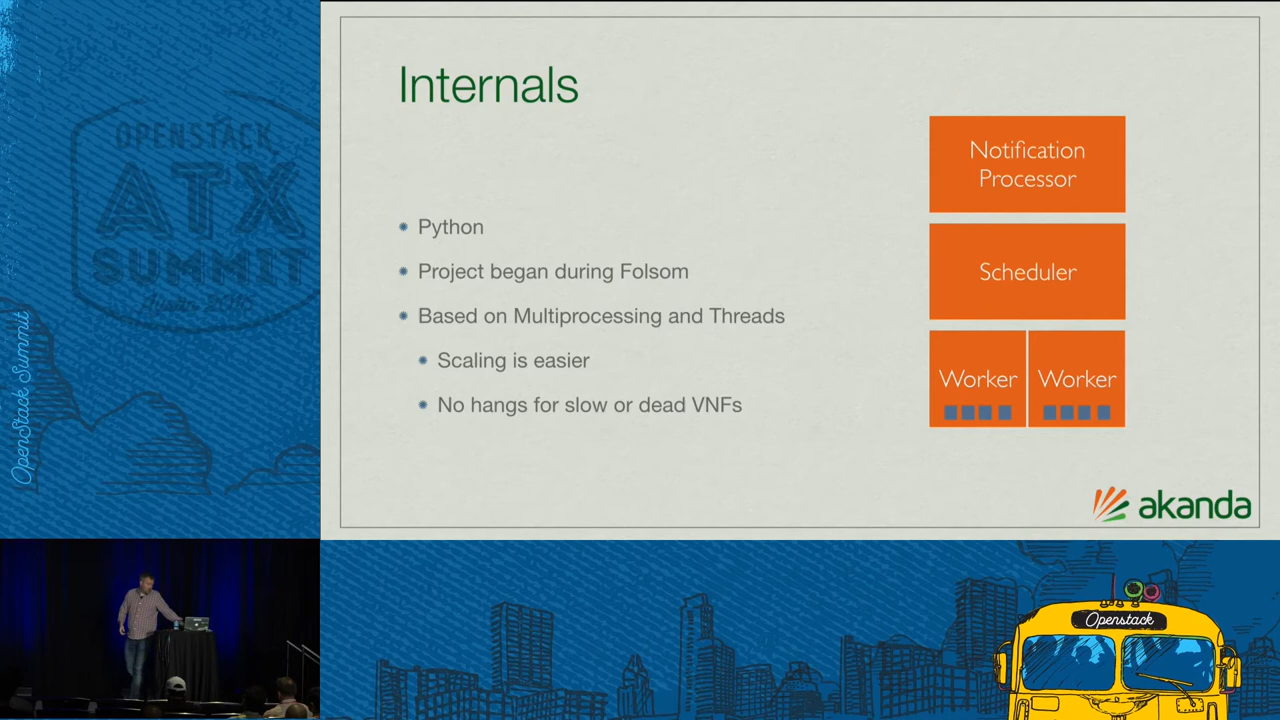 OPENSTACK
ATX
SUMMIT
Austin 2016
OpenStack Summit
Internals
Python
Project began during Folsom
Based on Multiprocessing and Threads
Scaling is easier
No hangs for slow or dead VNFs
Notification
Processor
Scheduler
Worker
Worker
akanda
Openstack